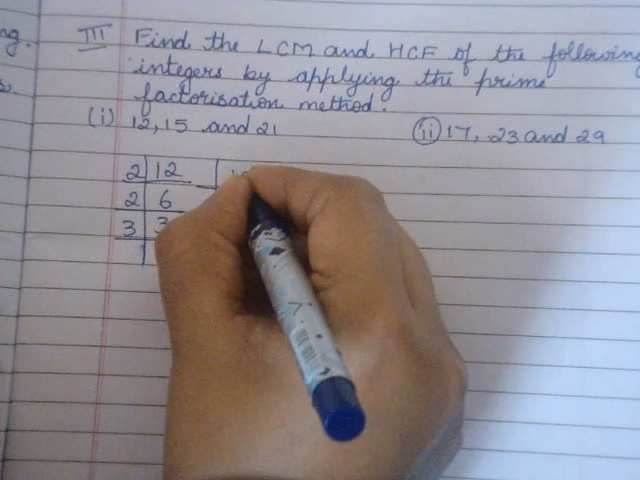 ng.
III Find the LCM and HCF of the following
integers by applying the prime
factorisation method.
(i) 12, 15 and 21 (ii) 17, 23 and 29
2 12
2 6
3 3
1